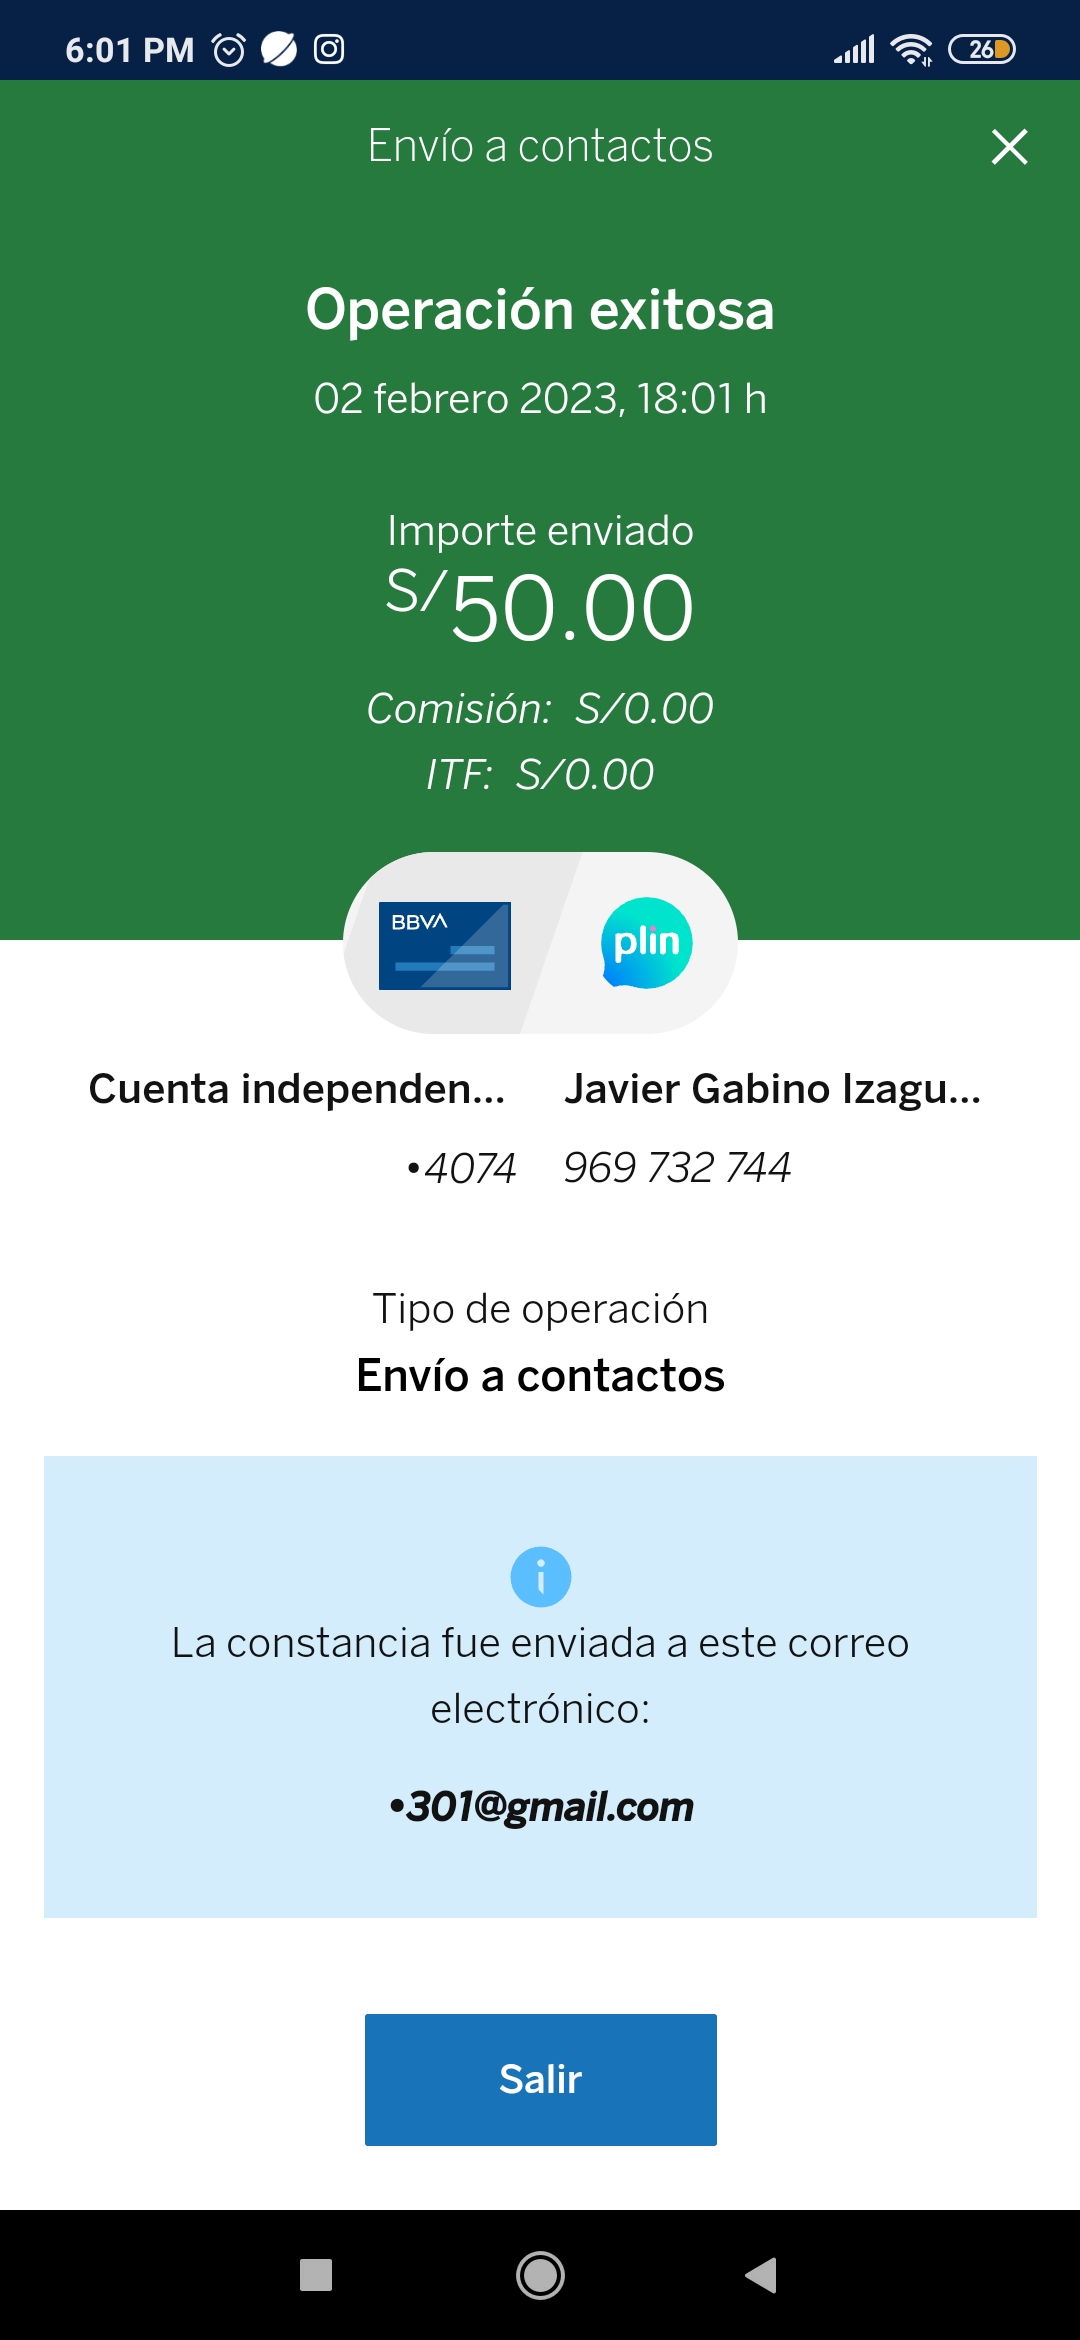 6:01 PM
26
Envío a contactos
Operación exitosa
02 febrero 2023, 18:01 h
Importe enviado
S/50.00
Comisión: S/0.00
ITF: S/0.00
BBVA
plin
Cuenta independen...
Javier Gabino Izagu...
•4074
969 732 744
Tipo de operación
Envío a contactos
La constancia fue enviada a este correo
electrónico:
•301@gmail.com
Salir